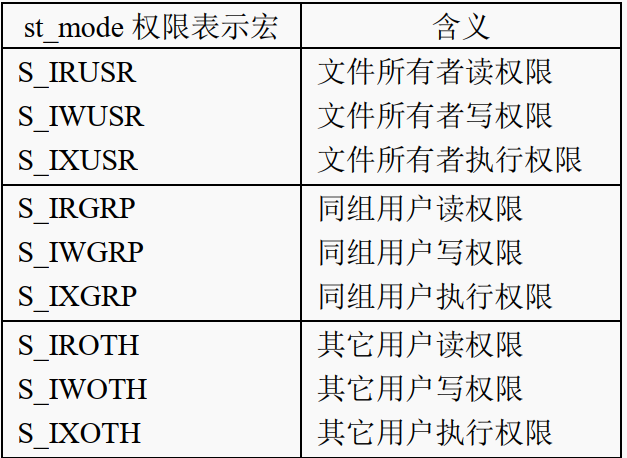 st_mode 权限表示宏 含义
S_IRUSR 文件所有者读权限
S_IWUSR 文件所有者写权限
S_IXUSR 文件所有者执行权限
S_IRGRP 同组用户读权限
S_IWGRP 同组用户写权限
S_IXGRP 同组用户执行权限
S_IROTH 其它用户读权限
S_IWOTH 其它用户写权限
S_IXOTH 其它用户执行权限